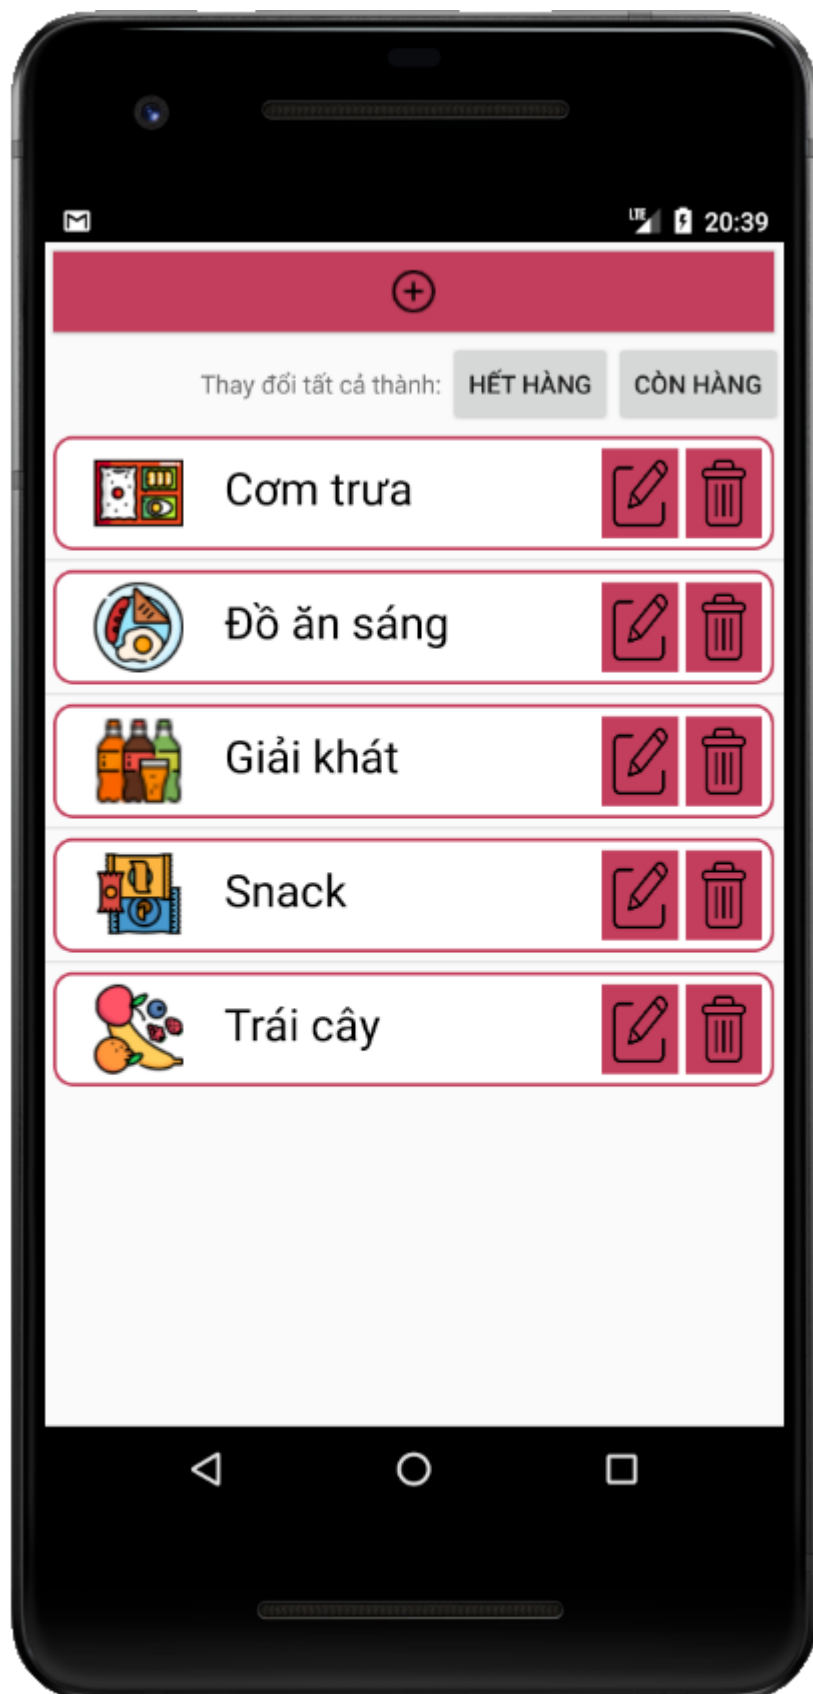 LTE 20:39
Thay đổi tất cả thành: HẾT HÀNG CÒN HÀNG
Cơm trưa
Đồ ăn sáng
Giải khát
Snack
Trái cây